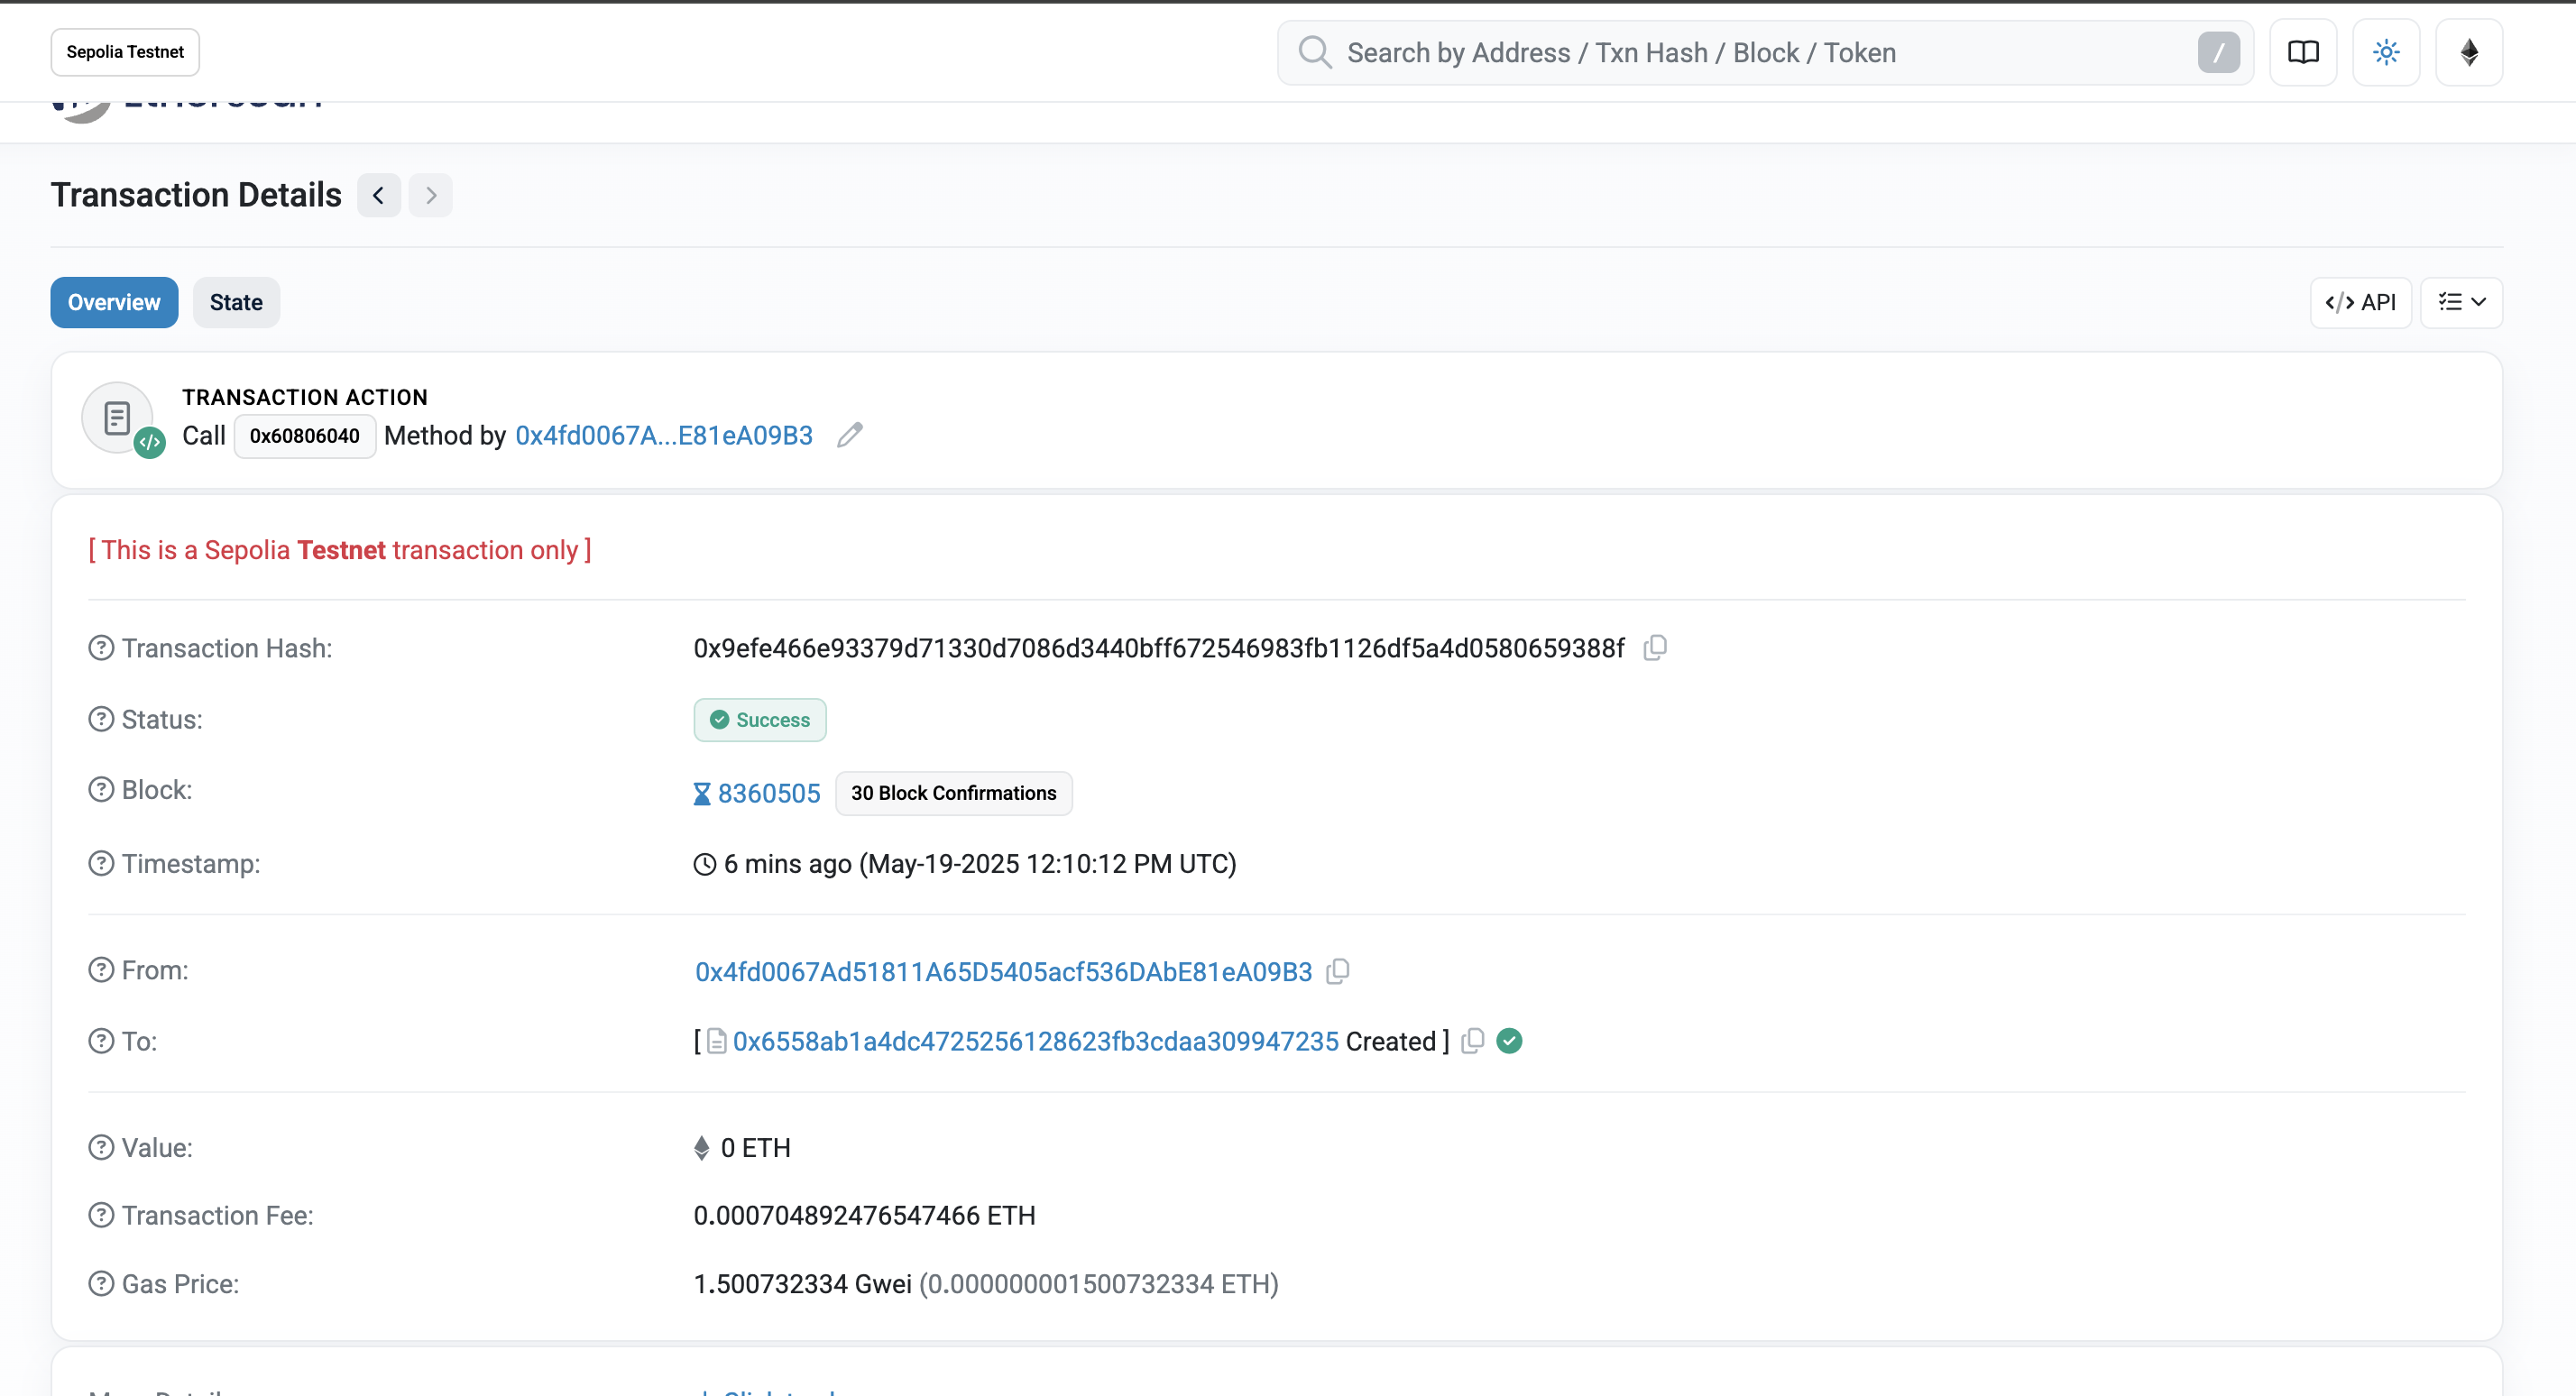 Sepolia Testnet
Search by Address / Txn Hash / Block / Token
/
Transaction Details
Overview
State
</> API
TRANSACTION ACTION
Call 0x60806040 Method by 0x4fd0067A...E81eA09B3
[ This is a Sepolia Testnet transaction only ]
Transaction Hash:
0x9efe466e93379d71330d7086d3440bff672546983fb1126df5a4d0580659388f
Status:
Success
Block:
8360505 30 Block Confirmations
Timestamp:
6 mins ago (May-19-2025 12:10:12 PM UTC)
From:
0x4fd0067Ad51811A65D5405acf536DAbE81eA09B3
To:
[ 0x6558ab1a4dc4725256128623fb3cdaa309947235 Created ]
Value:
0 ETH
Transaction Fee:
0.000704892476547466 ETH
Gas Price:
1.500732334 Gwei (0.000000001500732334 ETH)